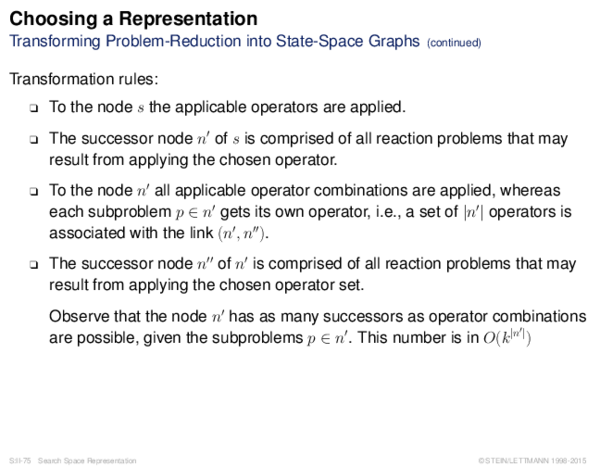 Choosing a Representation
Transforming Problem-Reduction into State-Space Graphs (continued)
Transformation rules:
❑ To the node s the applicable operators are applied.
❑ The successor node n′ of s is comprised of all reaction problems that may
result from applying the chosen operator.
❑ To the node n′ all applicable operator combinations are applied, whereas
each subproblem p ∈ n′ gets its own operator, i.e., a set of |n′| operators is
associated with the link (n′, n′′).
❑ The successor node n′′ of n′ is comprised of all reaction problems that may
result from applying the chosen operator set.
Observe that the node n′ has as many successors as operator combinations
are possible, given the subproblems p ∈ n′. This number is in O(k^|n′|)
S:II-75 Search Space Representation ©STEIN/LETTMANN 1998-2015